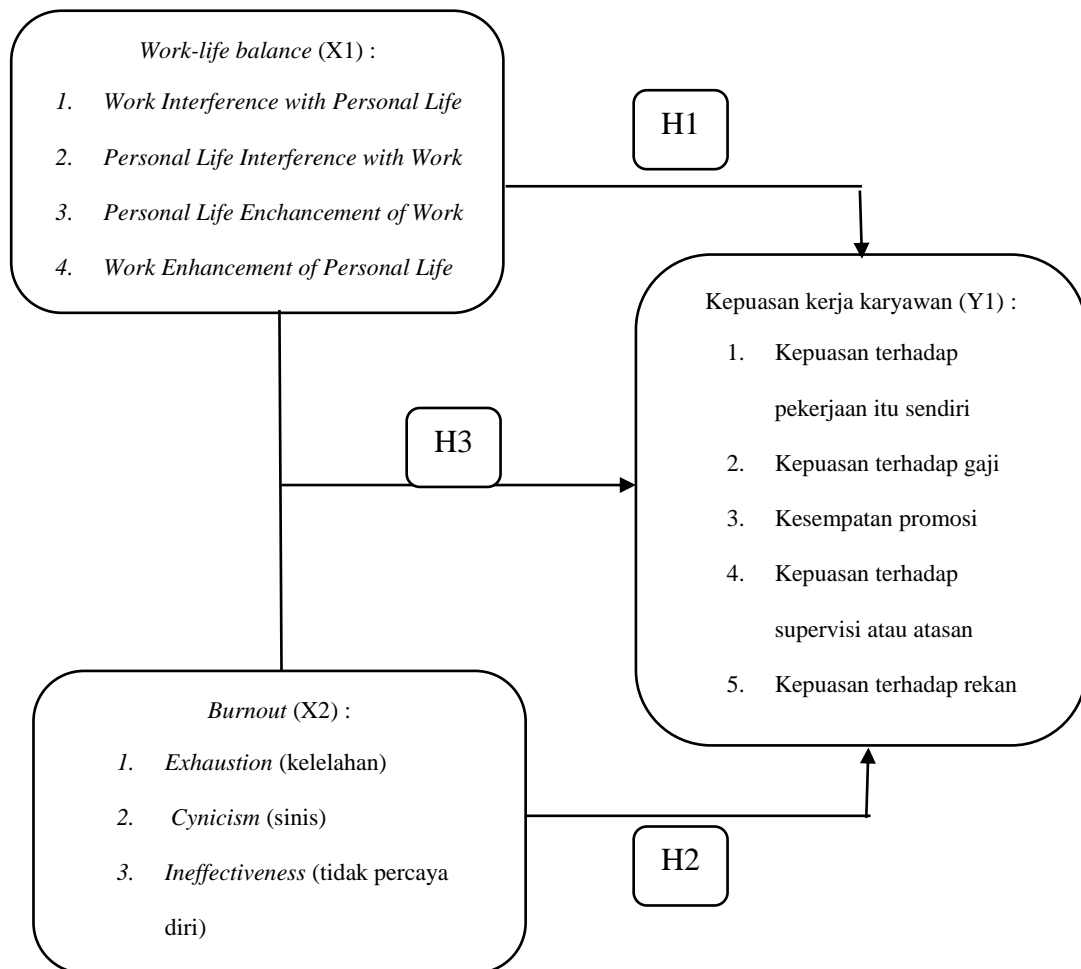 Work-life balance (X1) :
1. Work Interference with Personal Life
2. Personal Life Interference with Work
3. Personal Life Enchancement of Work
4. Work Enhancement of Personal Life
H1
Kepuasan kerja karyawan (Y1) :
1. Kepuasan terhadap
pekerjaan itu sendiri
2. Kepuasan terhadap gaji
3. Kesempatan promosi
4. Kepuasan terhadap
supervisi atau atasan
5. Kepuasan terhadap rekan
H3
Burnout (X2) :
1. Exhaustion (kelelahan)
2. Cynicism (sinis)
3. Ineffectiveness (tidak percaya
diri)
H2